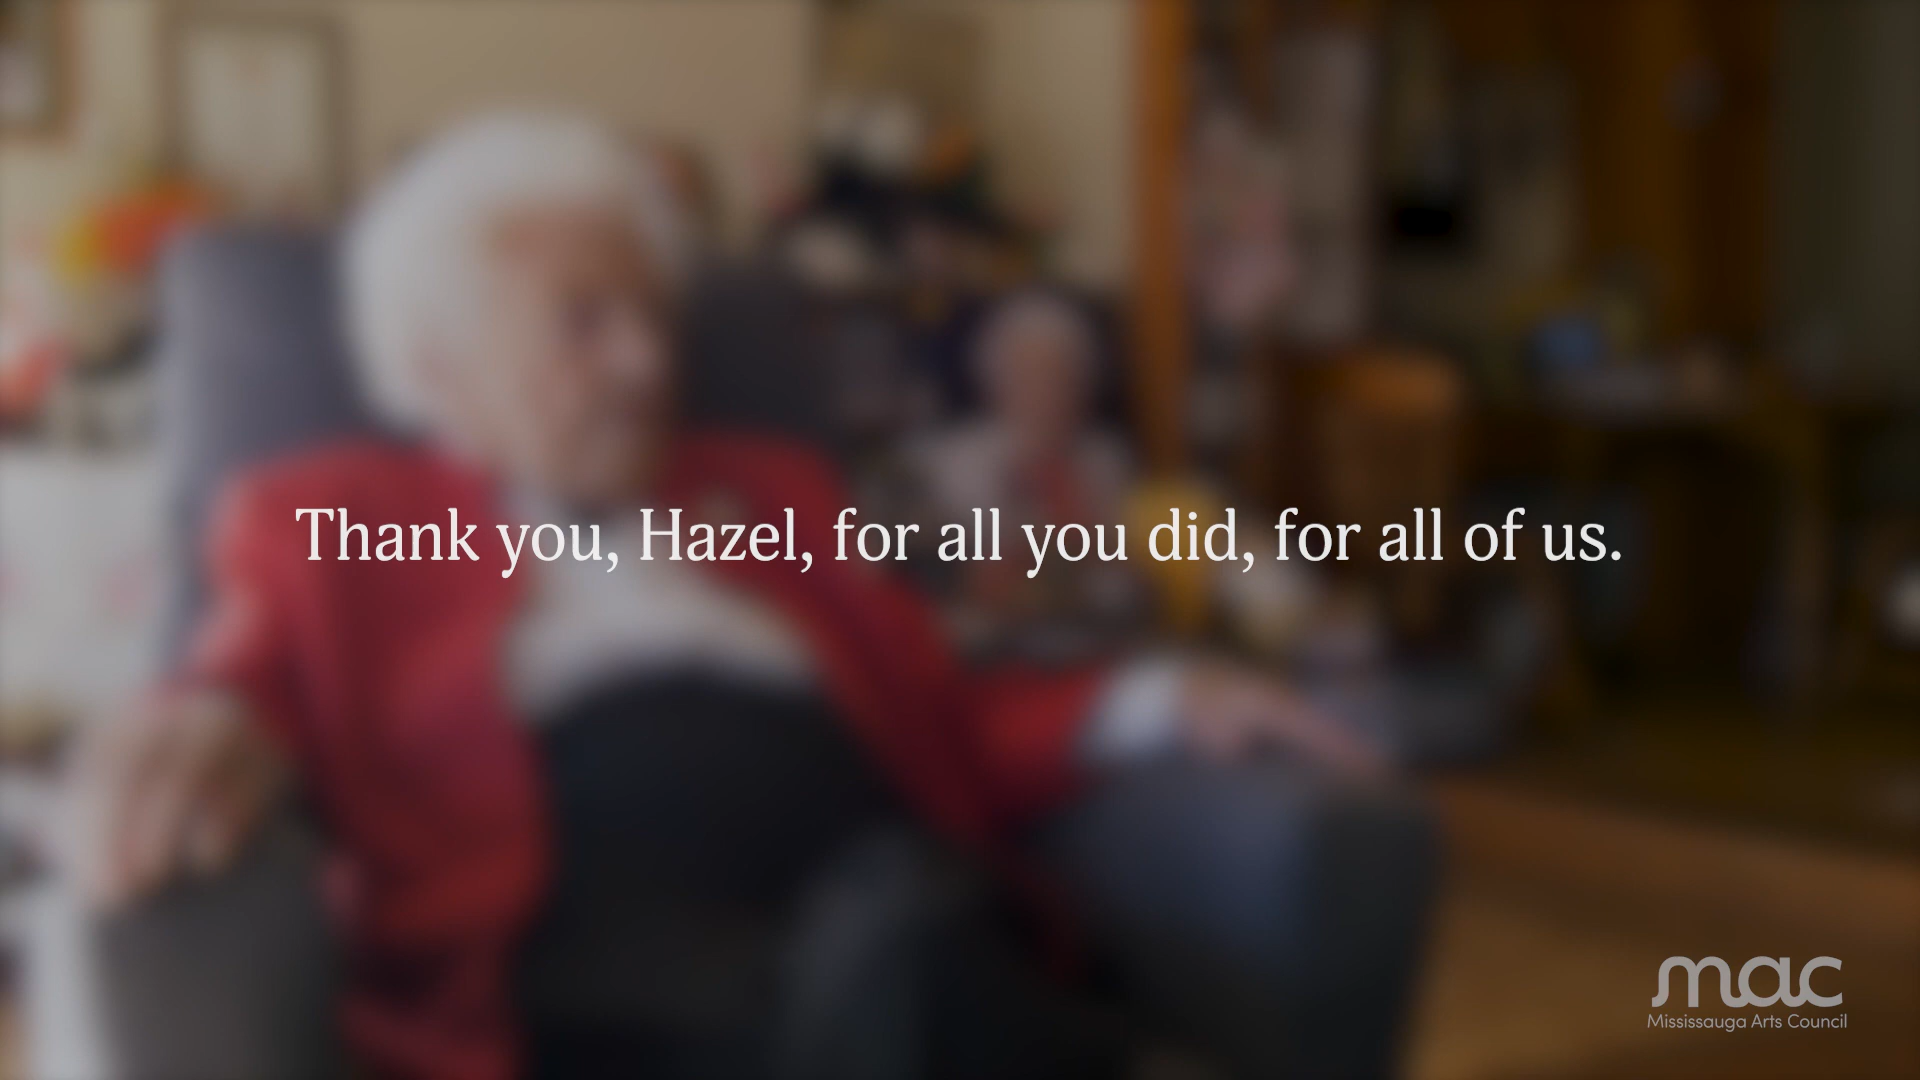 Thank you, Hazel, for all you did, for all of us.
mac
Mississauga Arts Council